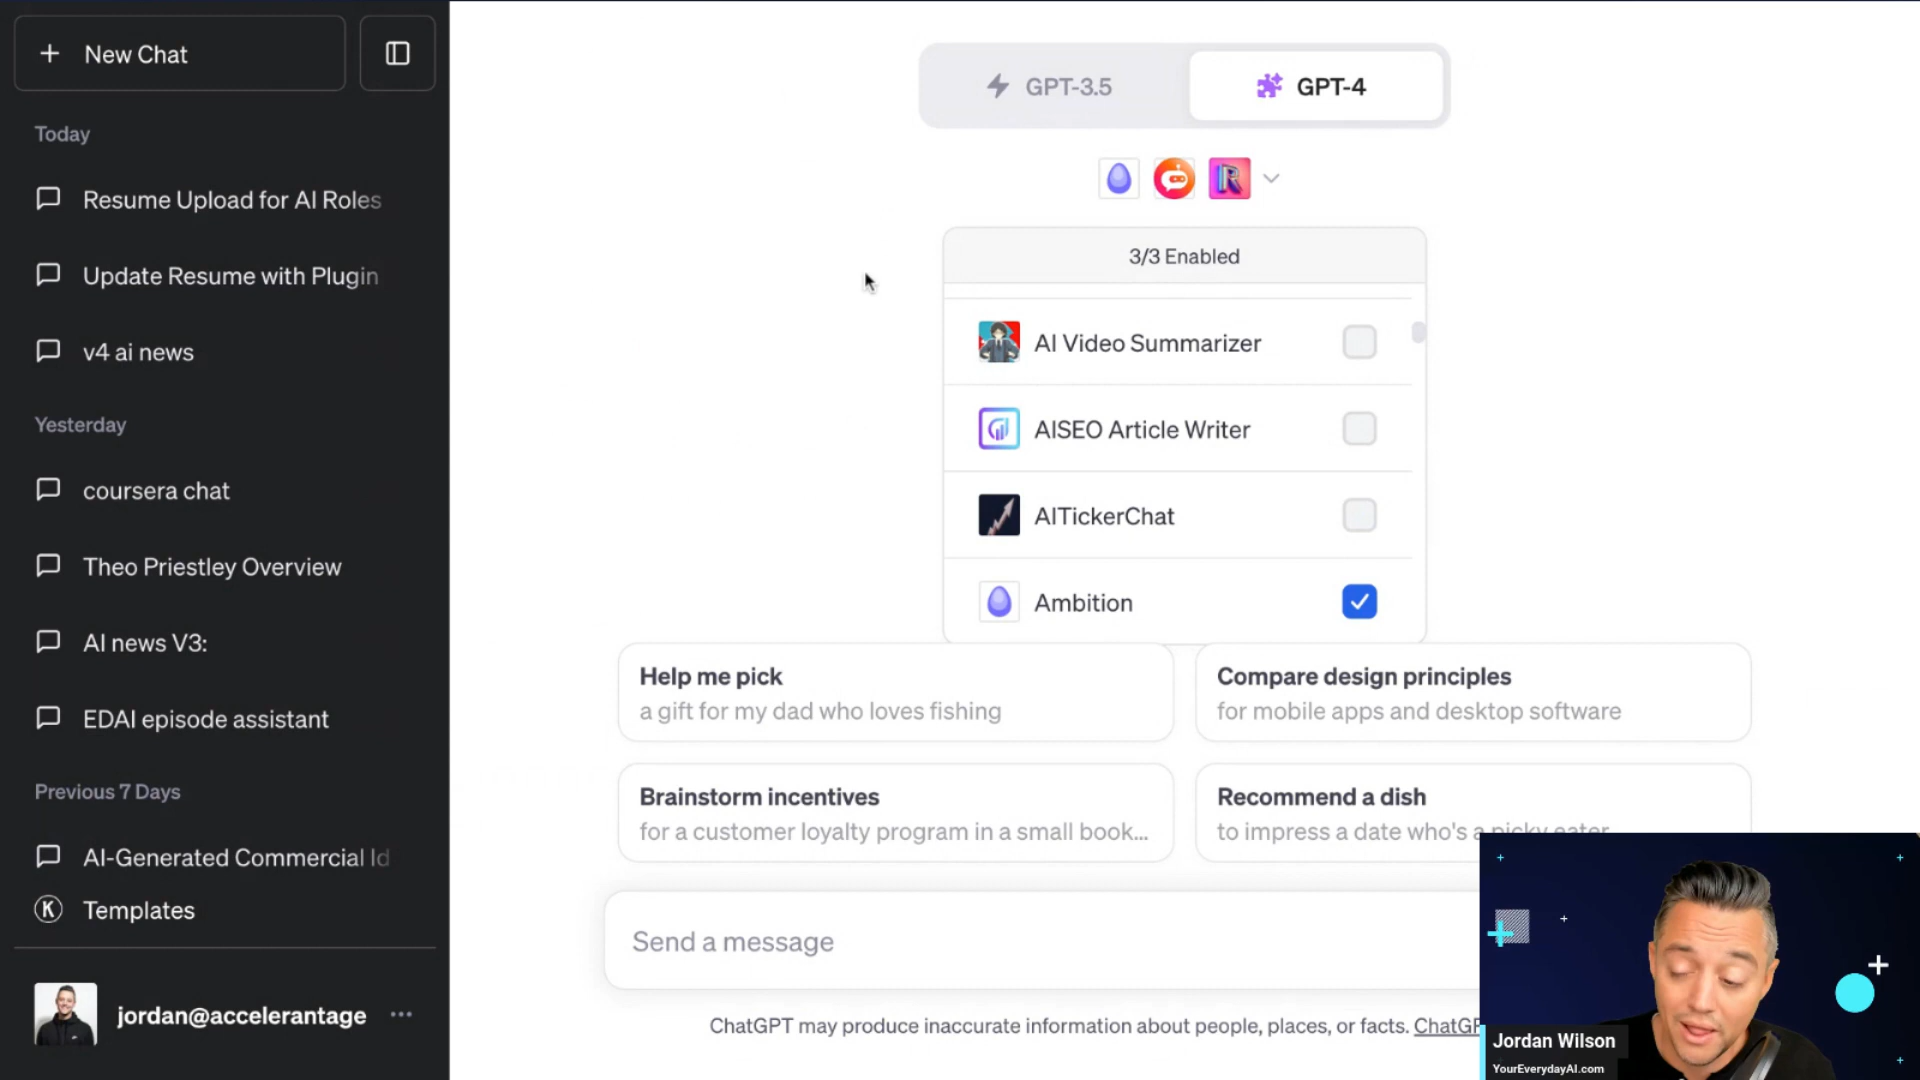 New Chat
Today
Resume Upload for AI Roles
Update Resume with Plugin
v4 ai news
Yesterday
coursera chat
Theo Priestley Overview
AI news V3:
EDAI episode assistant
Previous 7 Days
AI-Generated Commercial Id
K
Templates
jordan@accelerantage
GPT-3.5
GPT-4
R
3/3 Enabled
AI Video Summarizer
AISEO Article Writer
AITickerChat
Ambition
Help me pick
a gift for my dad who loves fishing
Compare design principles
for mobile apps and desktop software
Brainstorm incentives
for a customer loyalty program in a small book...
Recommend a dish
to impress a date who's a picky eater
Send a message
ChatGPT may produce inaccurate information about people, places, or facts. ChatGP
Jordan Wilson
YourEverydayAI.com